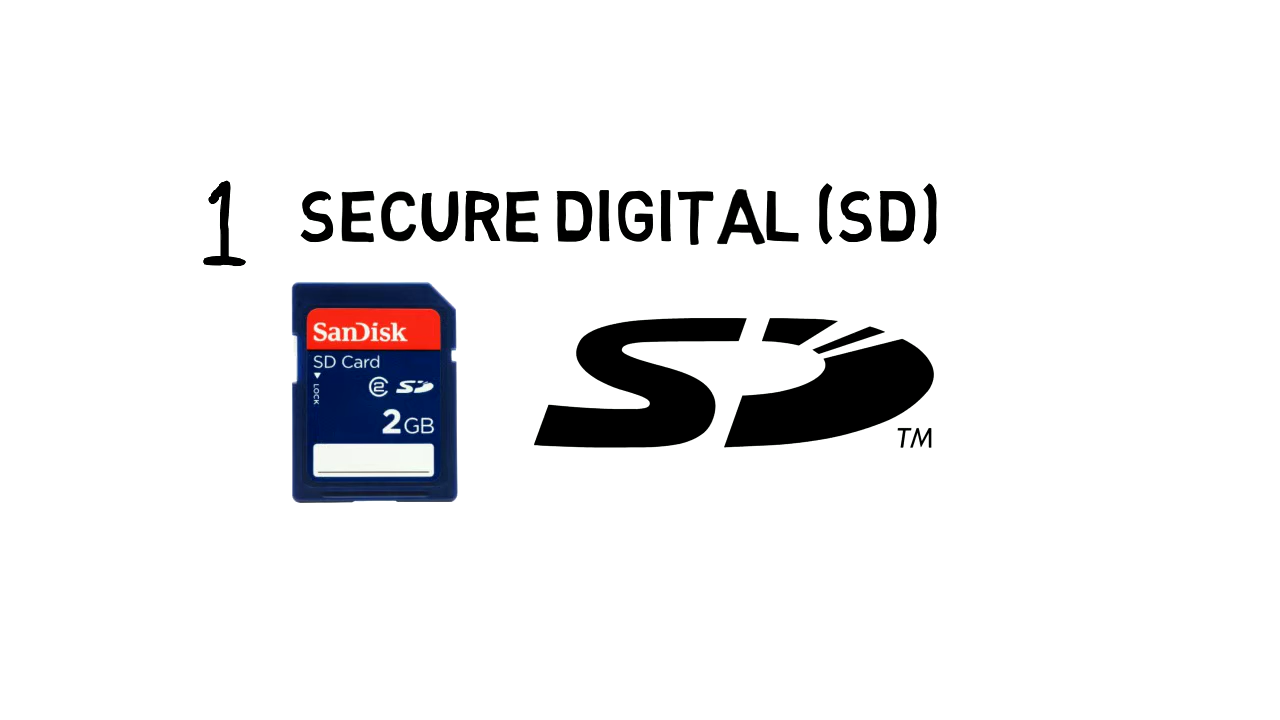 1 SECURE DIGITAL (SD)
SanDisk
SD Card
LOCK
2 SD
2GB
SD
TM